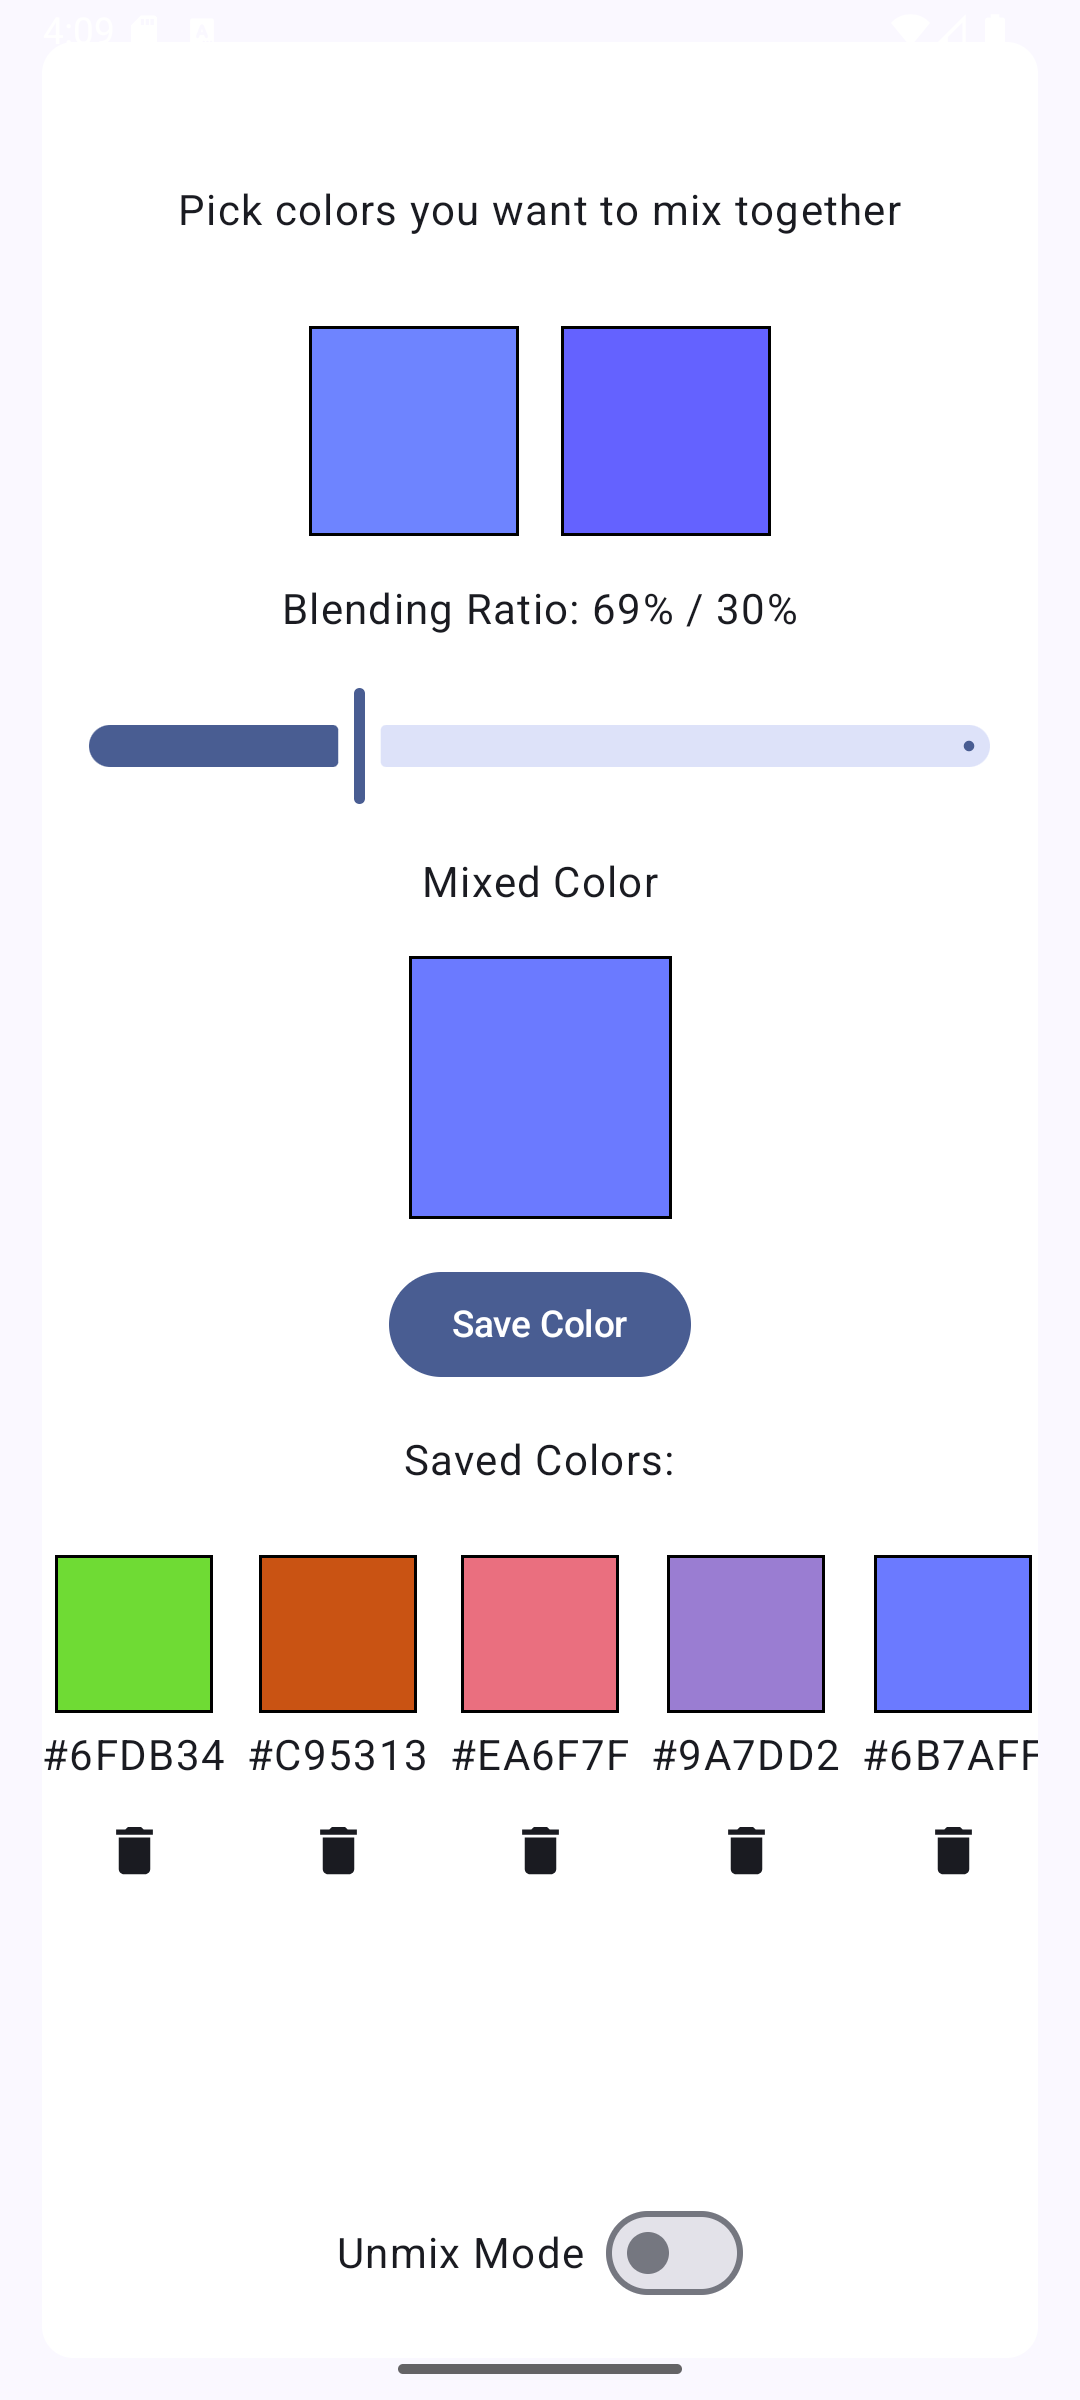 4:09
Pick colors you want to mix together
Blending Ratio: 69% / 30%
Mixed Color
Save Color
Saved Colors:
#6FDB34 #C95313 #EA6F7F #9A7DD2 #6B7AFF
Unmix Mode